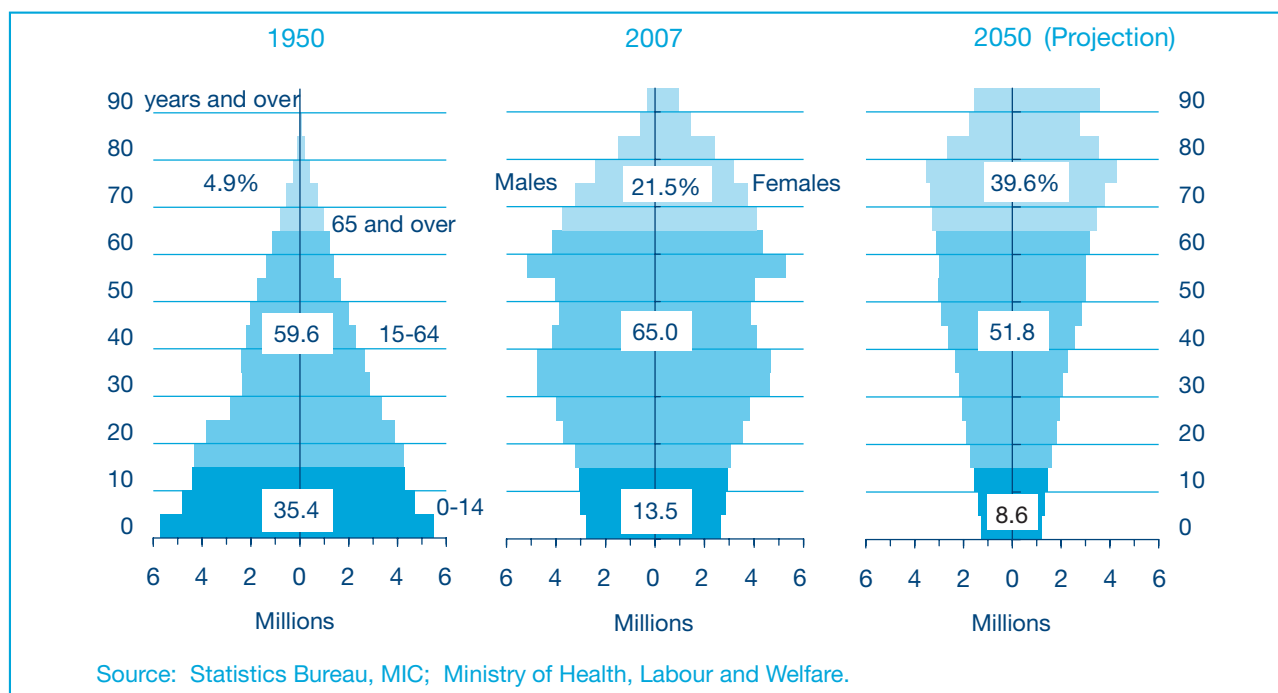 1950
2007
2050 (Projection)
90 years and over
80
70
60
50
40
30
20
10
0
4.9%
65 and over
59.6
15-64
35.4
0-14
6 4 2 0 2 4 6
Millions
Males
21.5%
Females
65.0
13.5
6 4 2 0 2 4 6
Millions
39.6%
51.8
8.6
90
80
70
60
50
40
30
20
10
0
6 4 2 0 2 4 6
Millions
Source: Statistics Bureau, MIC; Ministry of Health, Labour and Welfare.